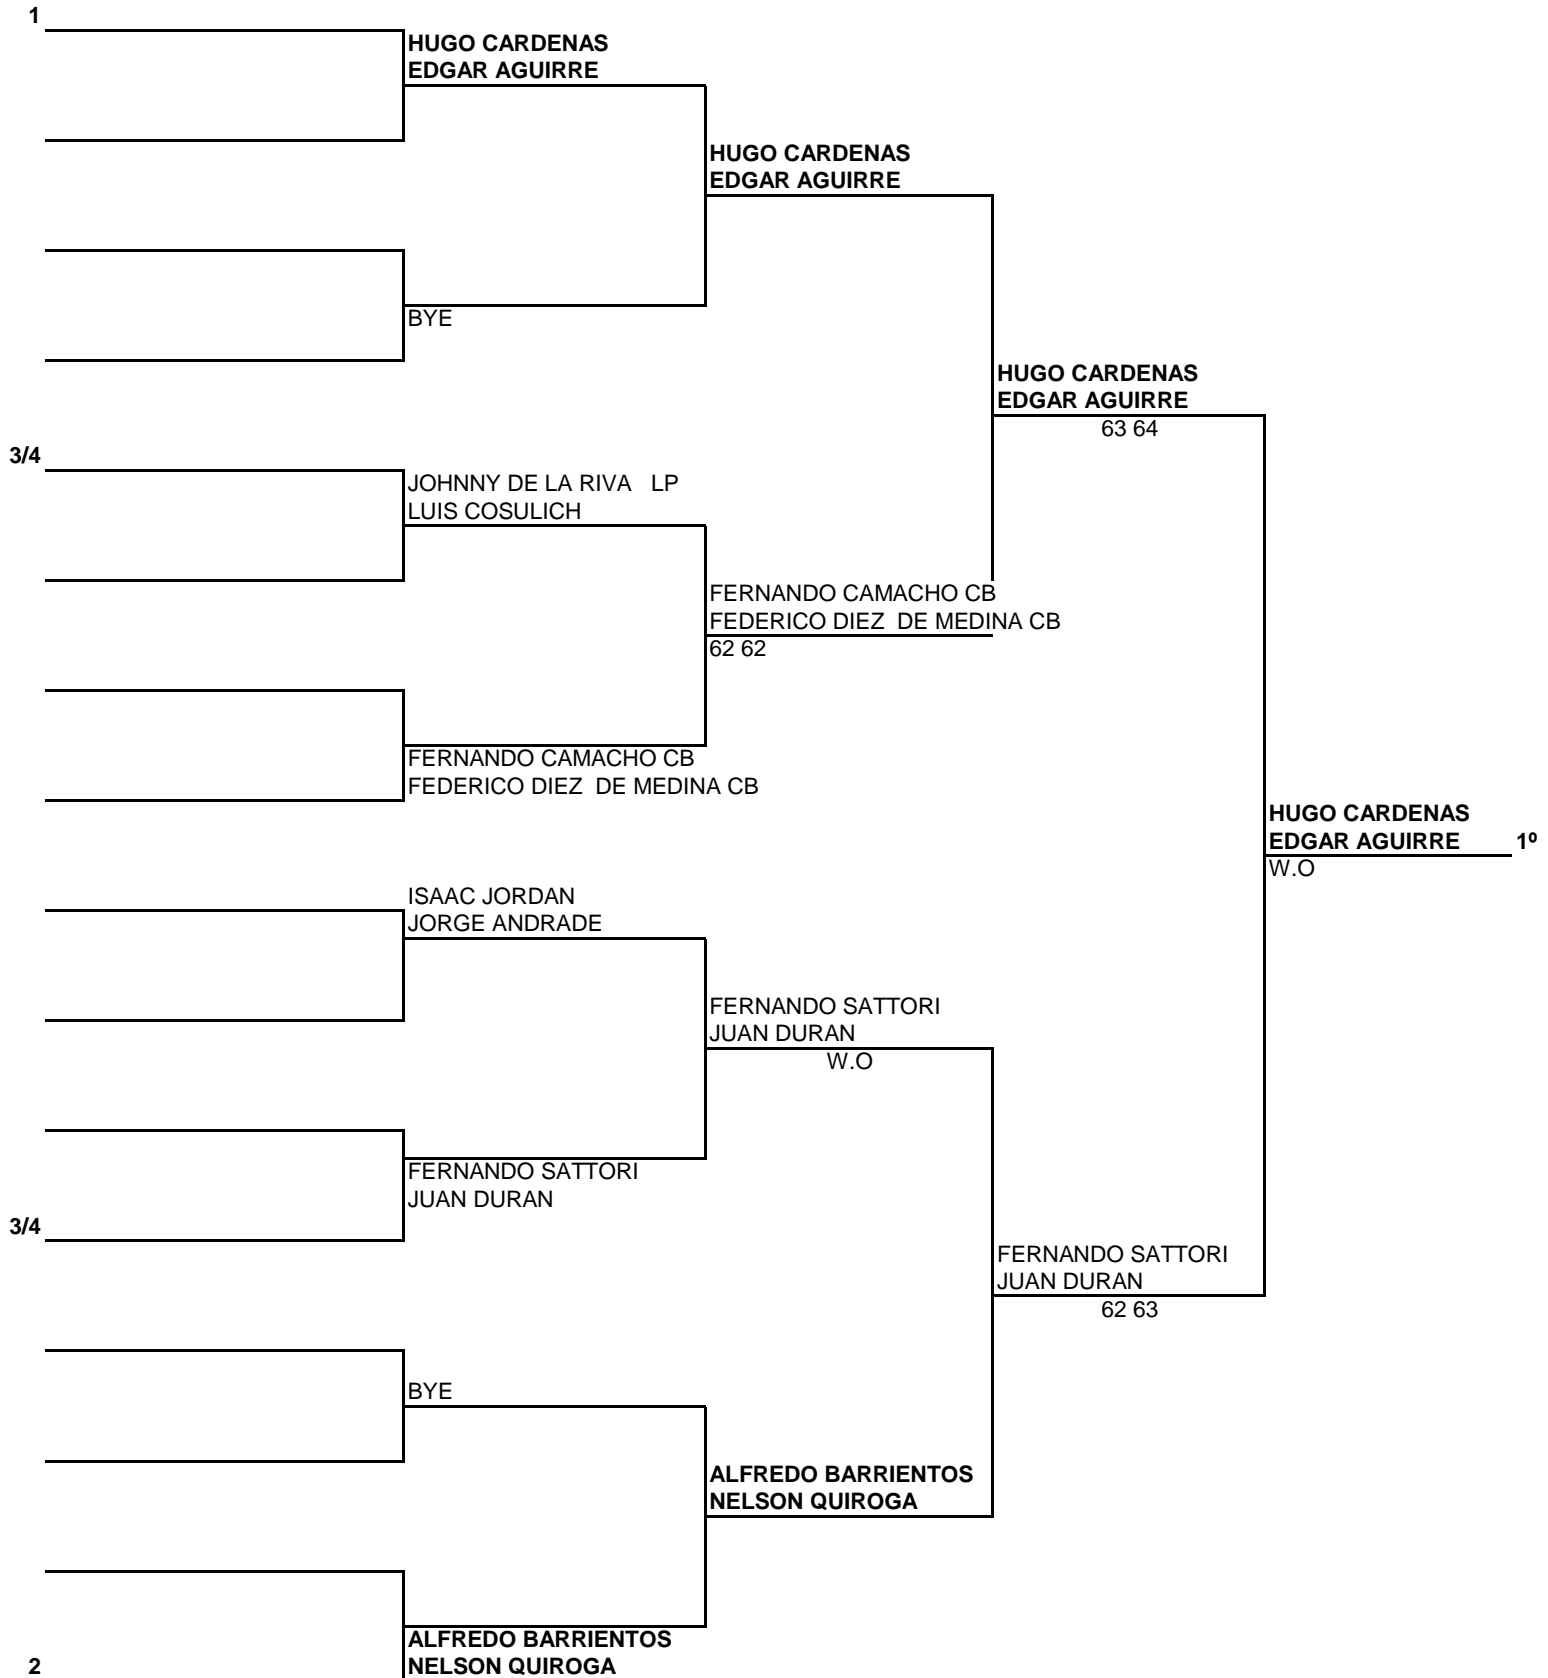 1
HUGO CARDENAS
EDGAR AGUIRRE
HUGO CARDENAS
EDGAR AGUIRRE
BYE
HUGO CARDENAS
EDGAR AGUIRRE
63 64
3/4
JOHNNY DE LA RIVA LP
LUIS COSULICH
FERNANDO CAMACHO CB
FEDERICO DIEZ DE MEDINA CB
62 62
FERNANDO CAMACHO CB
FEDERICO DIEZ DE MEDINA CB
HUGO CARDENAS
EDGAR AGUIRRE 1º
W.O
ISAAC JORDAN
JORGE ANDRADE
FERNANDO SATTORI
JUAN DURAN
W.O
FERNANDO SATTORI
JUAN DURAN
3/4
FERNANDO SATTORI
JUAN DURAN
62 63
BYE
ALFREDO BARRIENTOS
NELSON QUIROGA
ALFREDO BARRIENTOS
2 NELSON QUIROGA